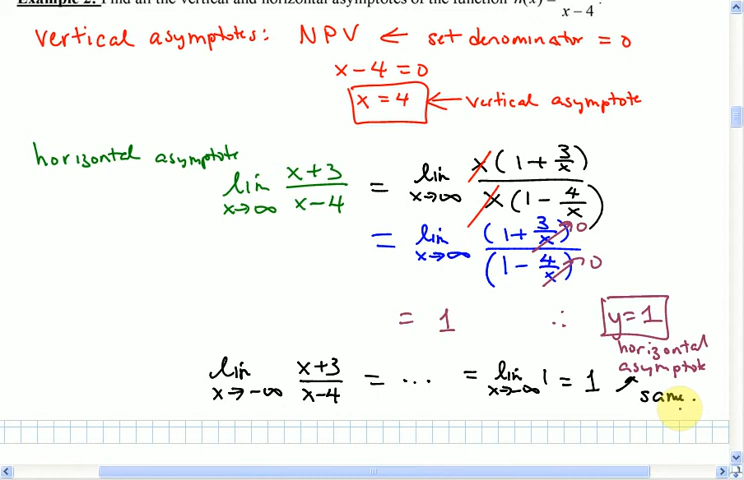 Example 2: Find all the vertical and horizontal asymptotes of the function h(x) = x − 4 .
vertical asymptotes: NPV ← set denominator = 0
x − 4 = 0
x = 4 ← vertical asymptote
horizontal asymptote
lim x→∞ (x+3)/(x−4) = lim x→∞ x(1 + 3/x) / x(1 − 4/x)
= lim x→∞ (1 + 3/x) →0 / (1 − 4/x) →0
= 1 ∴ y = 1
horizontal
asymptote
lim x→−∞ (x+3)/(x−4) = ... = lim x→−∞ 1 = 1 ↗ same.